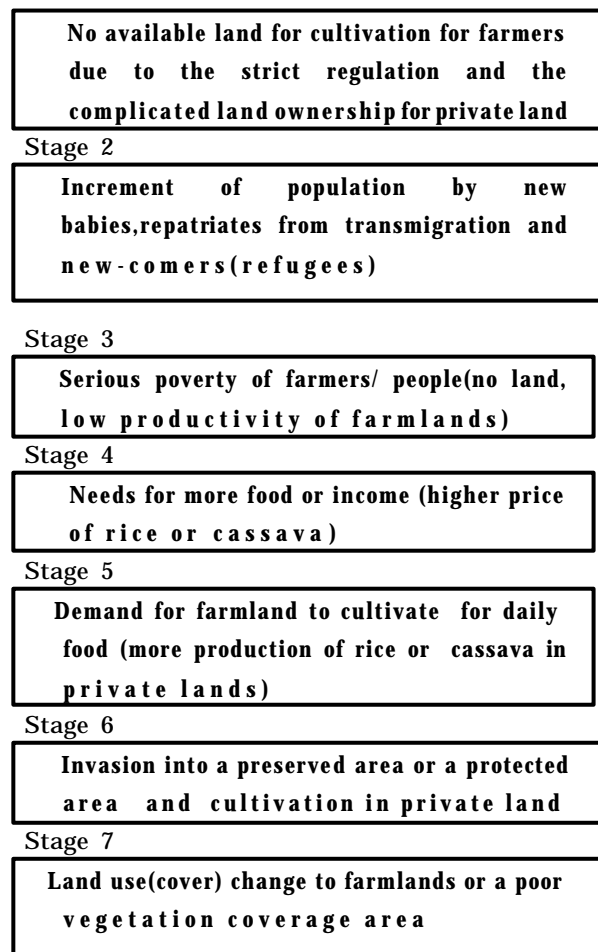 No available land for cultivation for farmers
due to the strict regulation and the
complicated land ownership for private land
Stage 2
Increment of population by new
babies,repatriates from transmigration and
new-comers(refugees)
Stage 3
Serious poverty of farmers/ people(no land,
low productivity of farmlands)
Stage 4
Needs for more food or income (higher price
of rice or cassava)
Stage 5
Demand for farmland to cultivate for daily
food (more production of rice or cassava in
private lands)
Stage 6
Invasion into a preserved area or a protected
area and cultivation in private land
Stage 7
Land use(cover) change to farmlands or a poor
vegetation coverage area